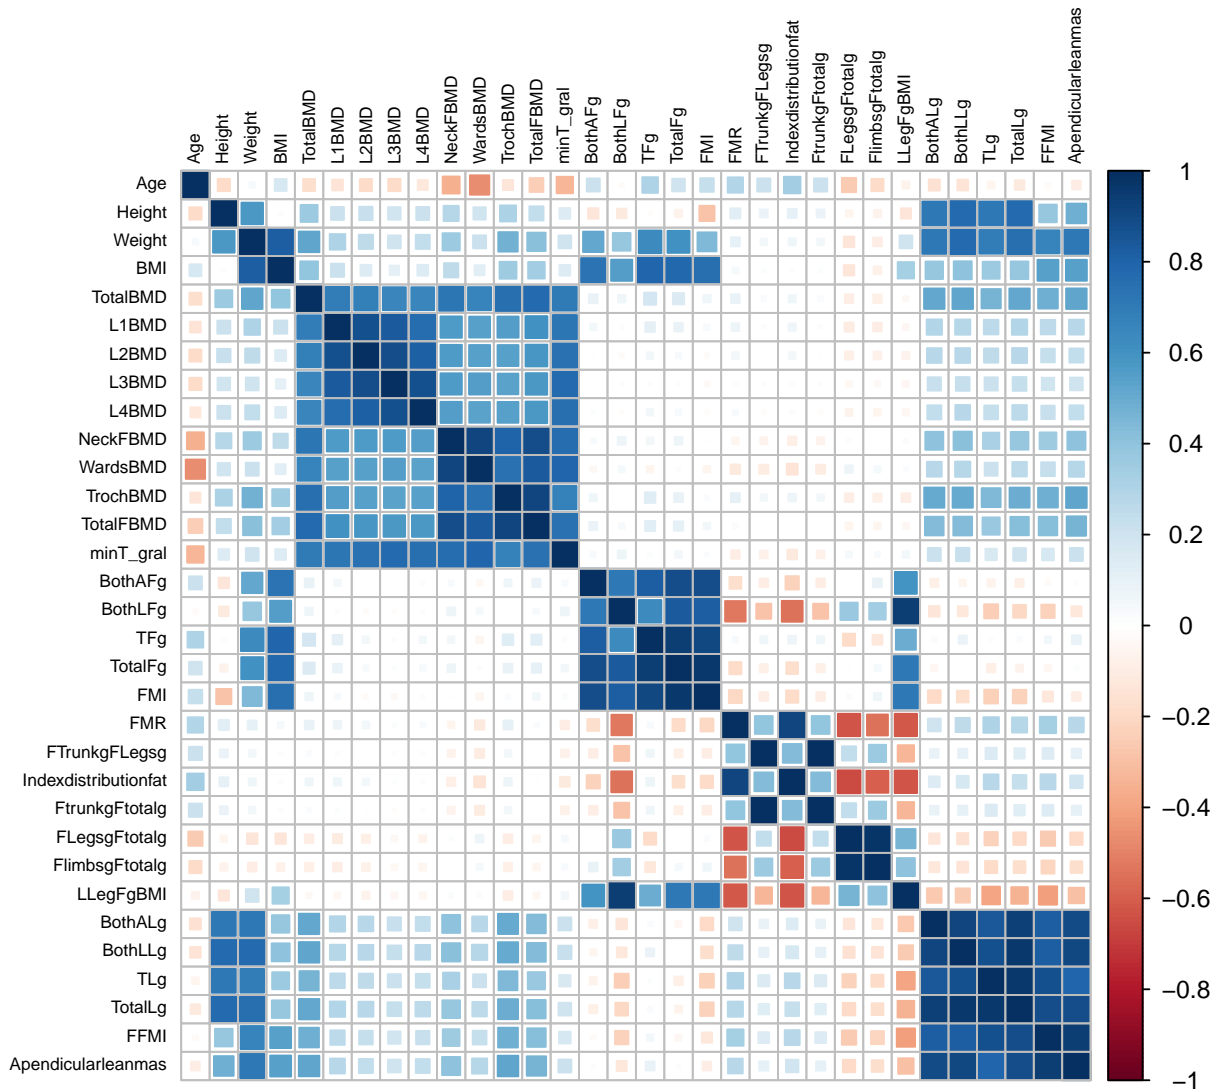 Age
Height
Weight
BMI
TotalBMD
L1BMD
L2BMD
L3BMD
L4BMD
NeckFBMD
WardsBMD
TrochBMD
TotalFBMD
minT_gral
BothAFg
BothLFg
TFg
TotalFg
FMI
FMR
FTrunkgFLegsg
Indexdistributionfat
FtrunkgFtotalg
FLegsgFtotalg
FlimbsgFtotalg
LLegFgBMI
BothALg
BothLLg
TLg
TotalLg
FFMI
Apendicularleanmas
Age
Height
Weight
BMI
TotalBMD
L1BMD
L2BMD
L3BMD
L4BMD
NeckFBMD
WardsBMD
TrochBMD
TotalFBMD
minT_gral
BothAFg
BothLFg
TFg
TotalFg
FMI
FMR
FTrunkgFLegsg
Indexdistributionfat
FtrunkgFtotalg
FLegsgFtotalg
FlimbsgFtotalg
LLegFgBMI
BothALg
BothLLg
TLg
TotalLg
FFMI
Apendicularleanmas
1
0.8
0.6
0.4
0.2
0
−0.2
−0.4
−0.6
−0.8
−1